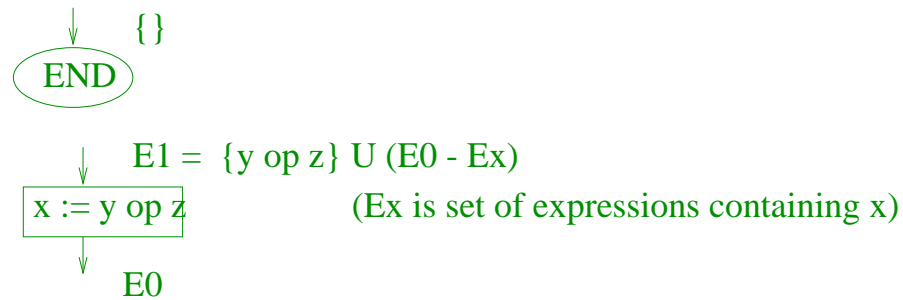 {}
END
E1 = {y op z} U (E0 - Ex)
x := y op z
(Ex is set of expressions containing x)
E0